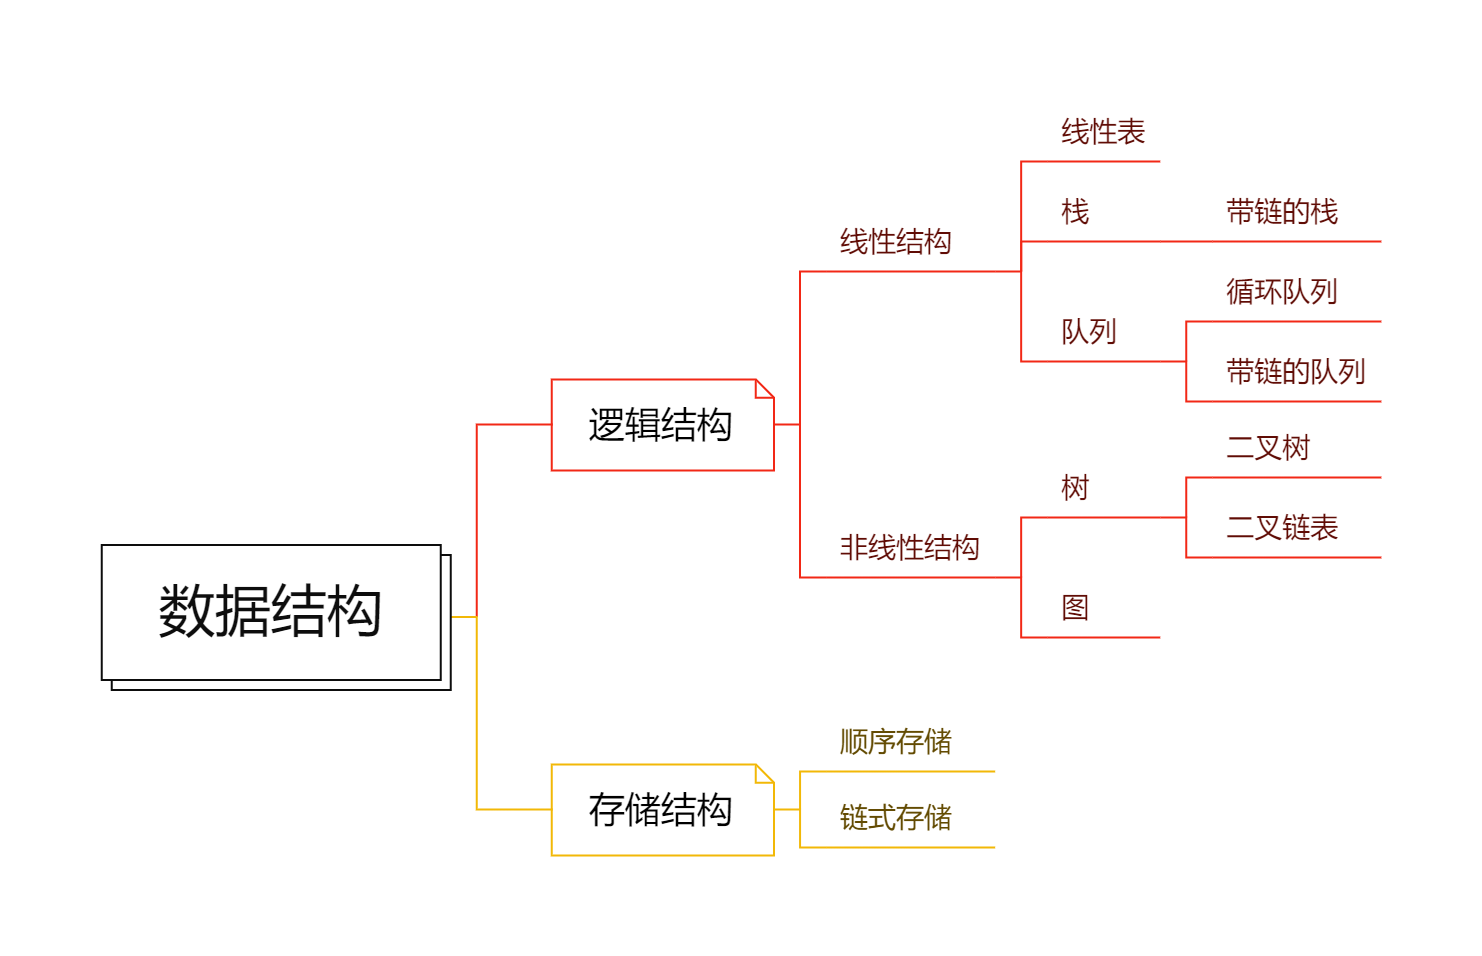 数据结构
逻辑结构
线性结构
线性表
栈
带链的栈
队列
循环队列
带链的队列
非线性结构
树
二叉树
二叉链表
图
存储结构
顺序存储
链式存储